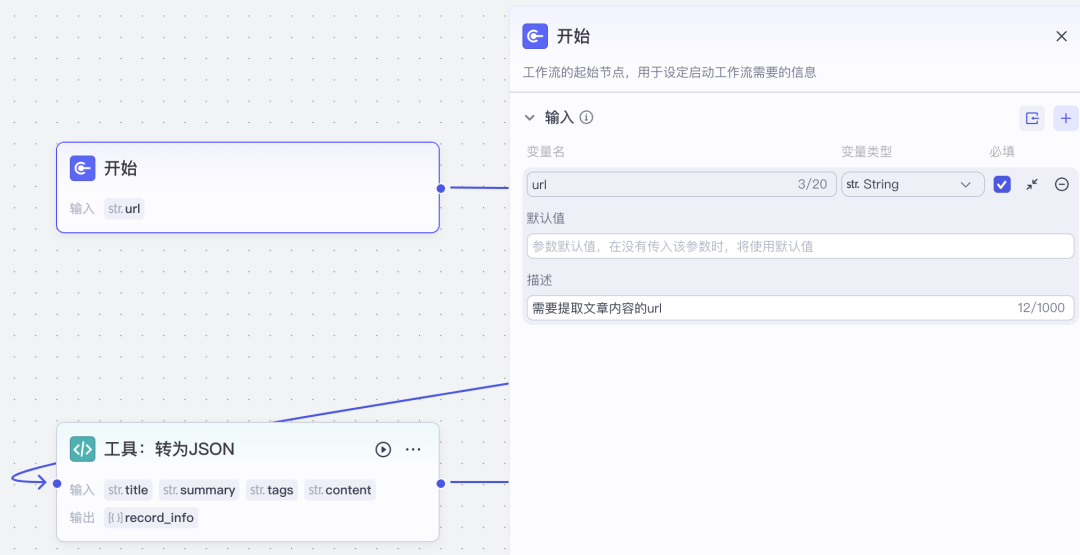 开始
输入 str. url
工具：转为JSON
输入 str. title str. summary str. tags str. content
输出 [{}] record_info
开始
工作流的起始节点，用于设定启动工作流需要的信息
输入
变量名 变量类型 必填
url 3/20 str. String
默认值
参数默认值，在没有传入该参数时，将使用默认值
描述
需要提取文章内容的url 12/1000